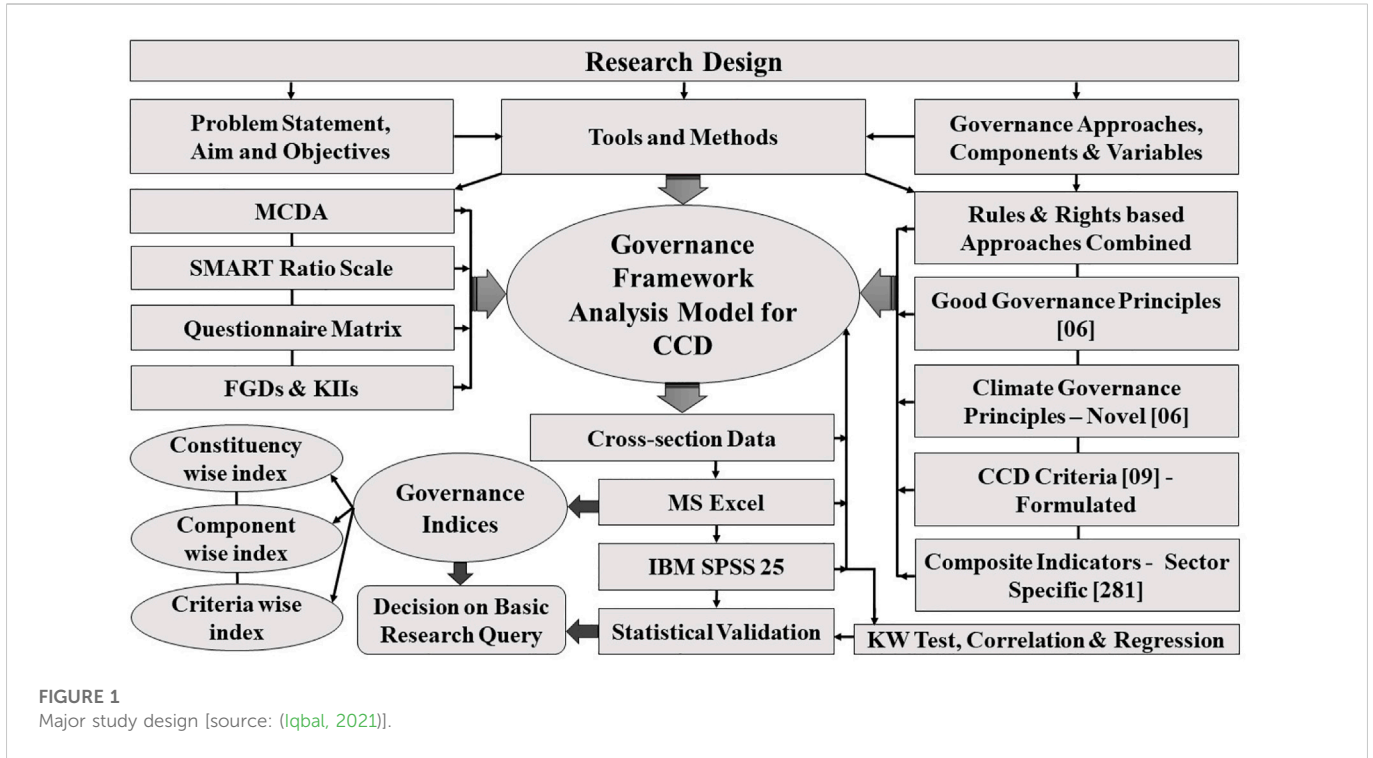 Research Design
Problem Statement,
Aim and Objectives
Tools and Methods
Governance Approaches,
Components & Variables
MCDA
SMART Ratio Scale
Questionnaire Matrix
FGDs & KIIs
Governance
Framework
Analysis Model for
CCD
Rules & Rights based
Approaches Combined
Good Governance Principles
[06]
Climate Governance
Principles – Novel [06]
CCD Criteria [09] -
Formulated
Composite Indicators - Sector
Specific [281]
Constituency
wise index
Component
wise index
Criteria wise
index
Governance
Indices
Decision on Basic
Research Query
Cross-section Data
MS Excel
IBM SPSS 25
Statistical Validation
KW Test, Correlation & Regression
FIGURE 1
Major study design [source: (Iqbal, 2021)].